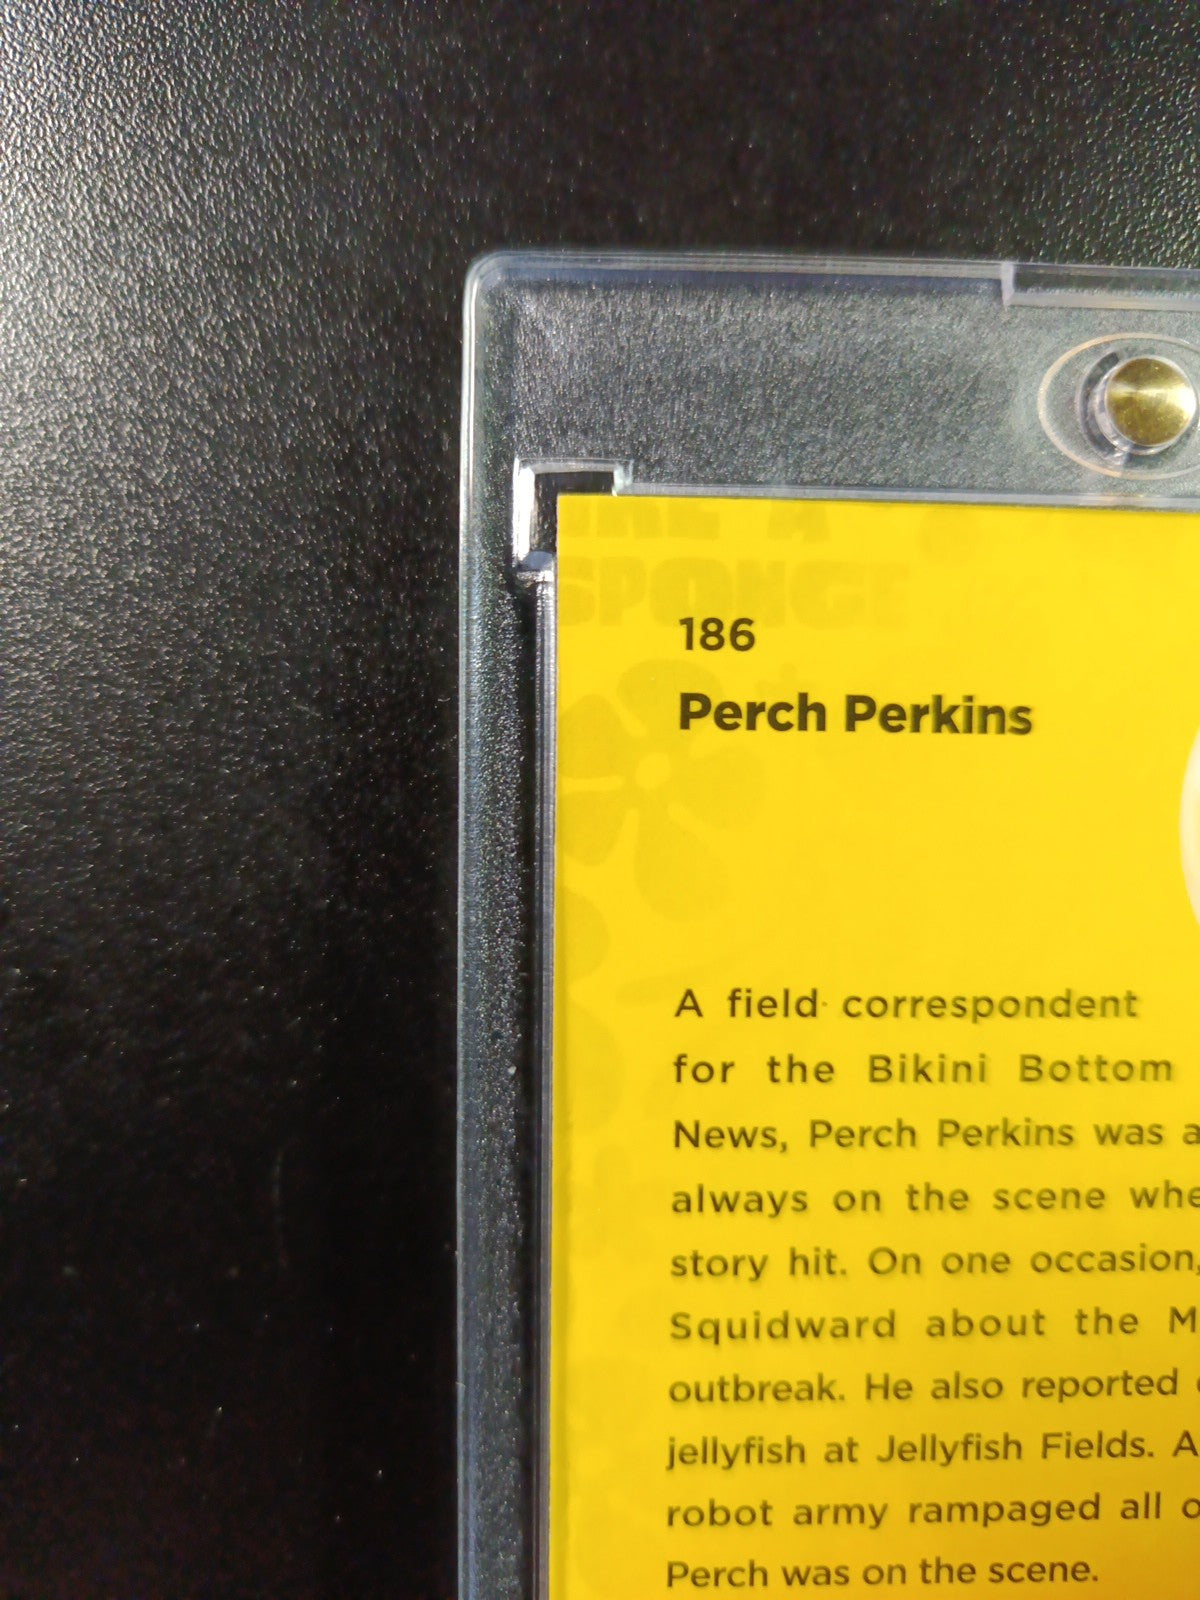 A
SPONGE
186
Perch Perkins
A field correspondent
for the Bikini Bottom
News, Perch Perkins was
always on the scene
story hit. On one occasion,
Squidward about the
outbreak. He also reported
jellyfish at Jellyfish Fields.
robot army rampaged all
Perch was on the scene.